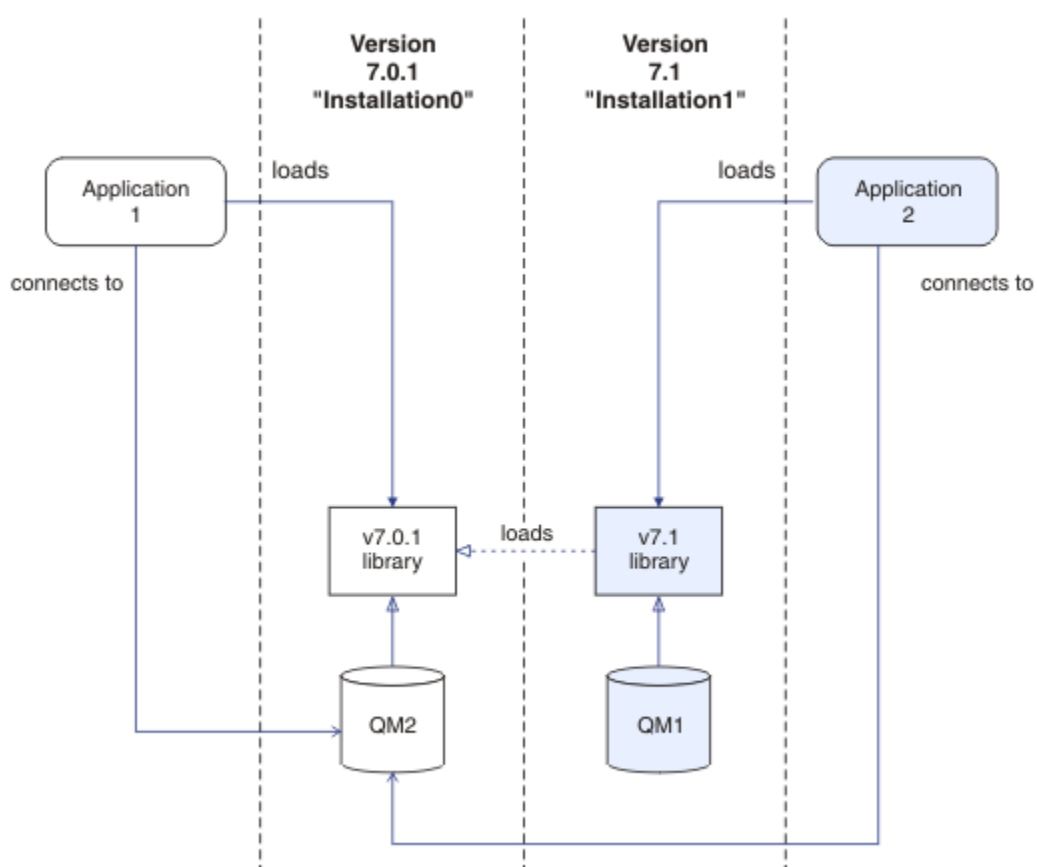 Version
7.0.1
"Installation0"
Version
7.1
"Installation1"
loads
loads
Application
1
Application
2
connects to
connects to
v7.0.1
library
loads
v7.1
library
QM2
QM1